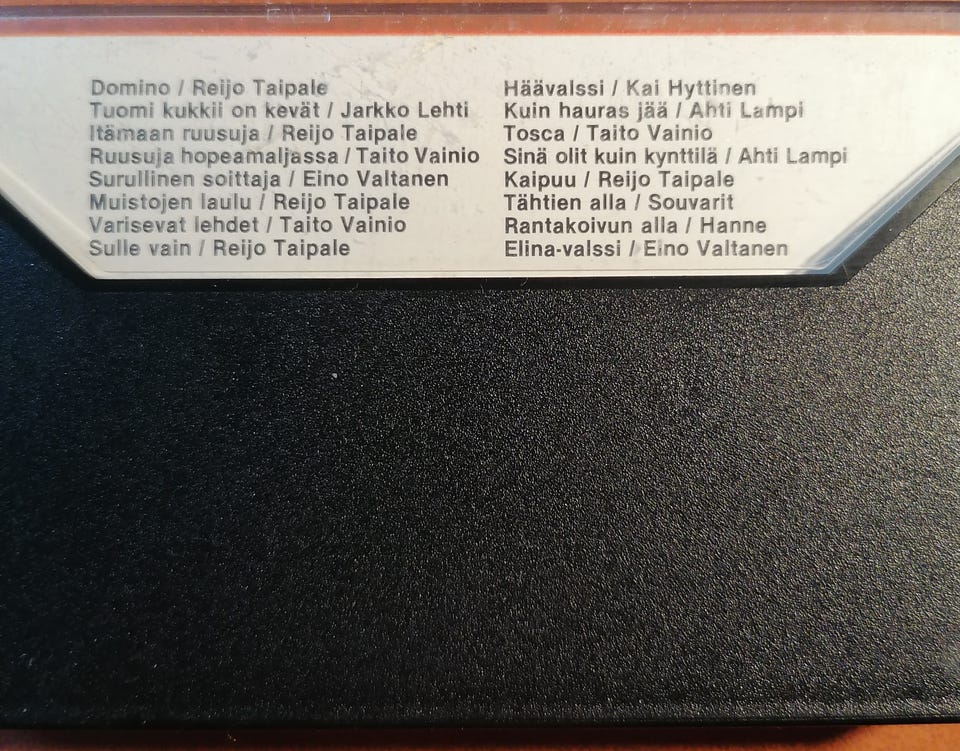 Domino / Reijo Taipale
Tuomi kukkii on kevät / Jarkko Lehti
Itämaan ruusuja / Reijo Taipale
Ruusuja hopeamaljassa / Taito Vainio
Surullinen soittaja / Eino Valtanen
Muistojen laulu / Reijo Taipale
Varisevat lehdet / Taito Vainio
Sulle vain / Reijo Taipale
Häävalssi / Kai Hyttinen
Kuin hauras jää / Ahti Lampi
Tosca / Taito Vainio
Sinä olit kuin kynttilä / Ahti Lampi
Kaipuu / Reijo Taipale
Tähtien alla / Souvarit
Rantakoivun alla / Hanne
Elina-valssi / Eino Valtanen